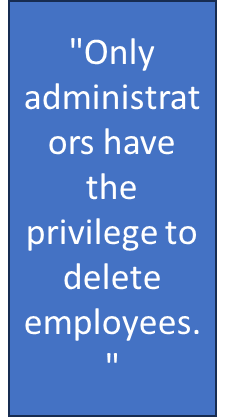 "Only
administrat
ors have
the
privilege to
delete
employees.
"